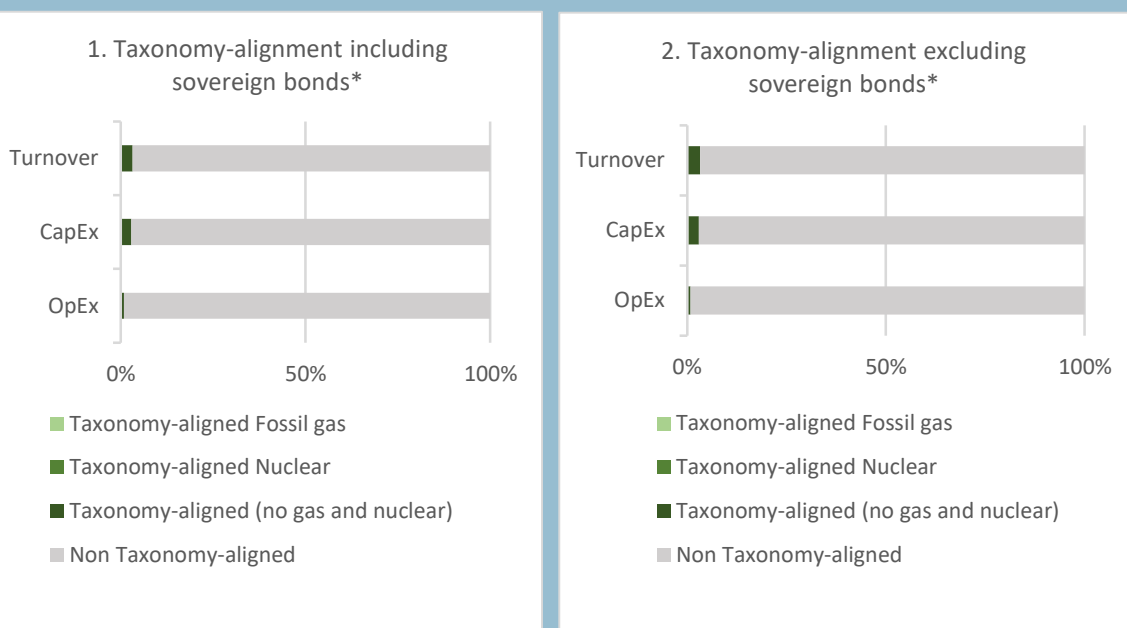 1. Taxonomy-alignment including
sovereign bonds*
Turnover
CapEx
OpEx
0%
50%
100%
Taxonomy-aligned Fossil gas
Taxonomy-aligned Nuclear
Taxonomy-aligned (no gas and nuclear)
Non Taxonomy-aligned
2. Taxonomy-alignment excluding
sovereign bonds*
Turnover
CapEx
OpEx
0%
50%
100%
Taxonomy-aligned Fossil gas
Taxonomy-aligned Nuclear
Taxonomy-aligned (no gas and nuclear)
Non Taxonomy-aligned